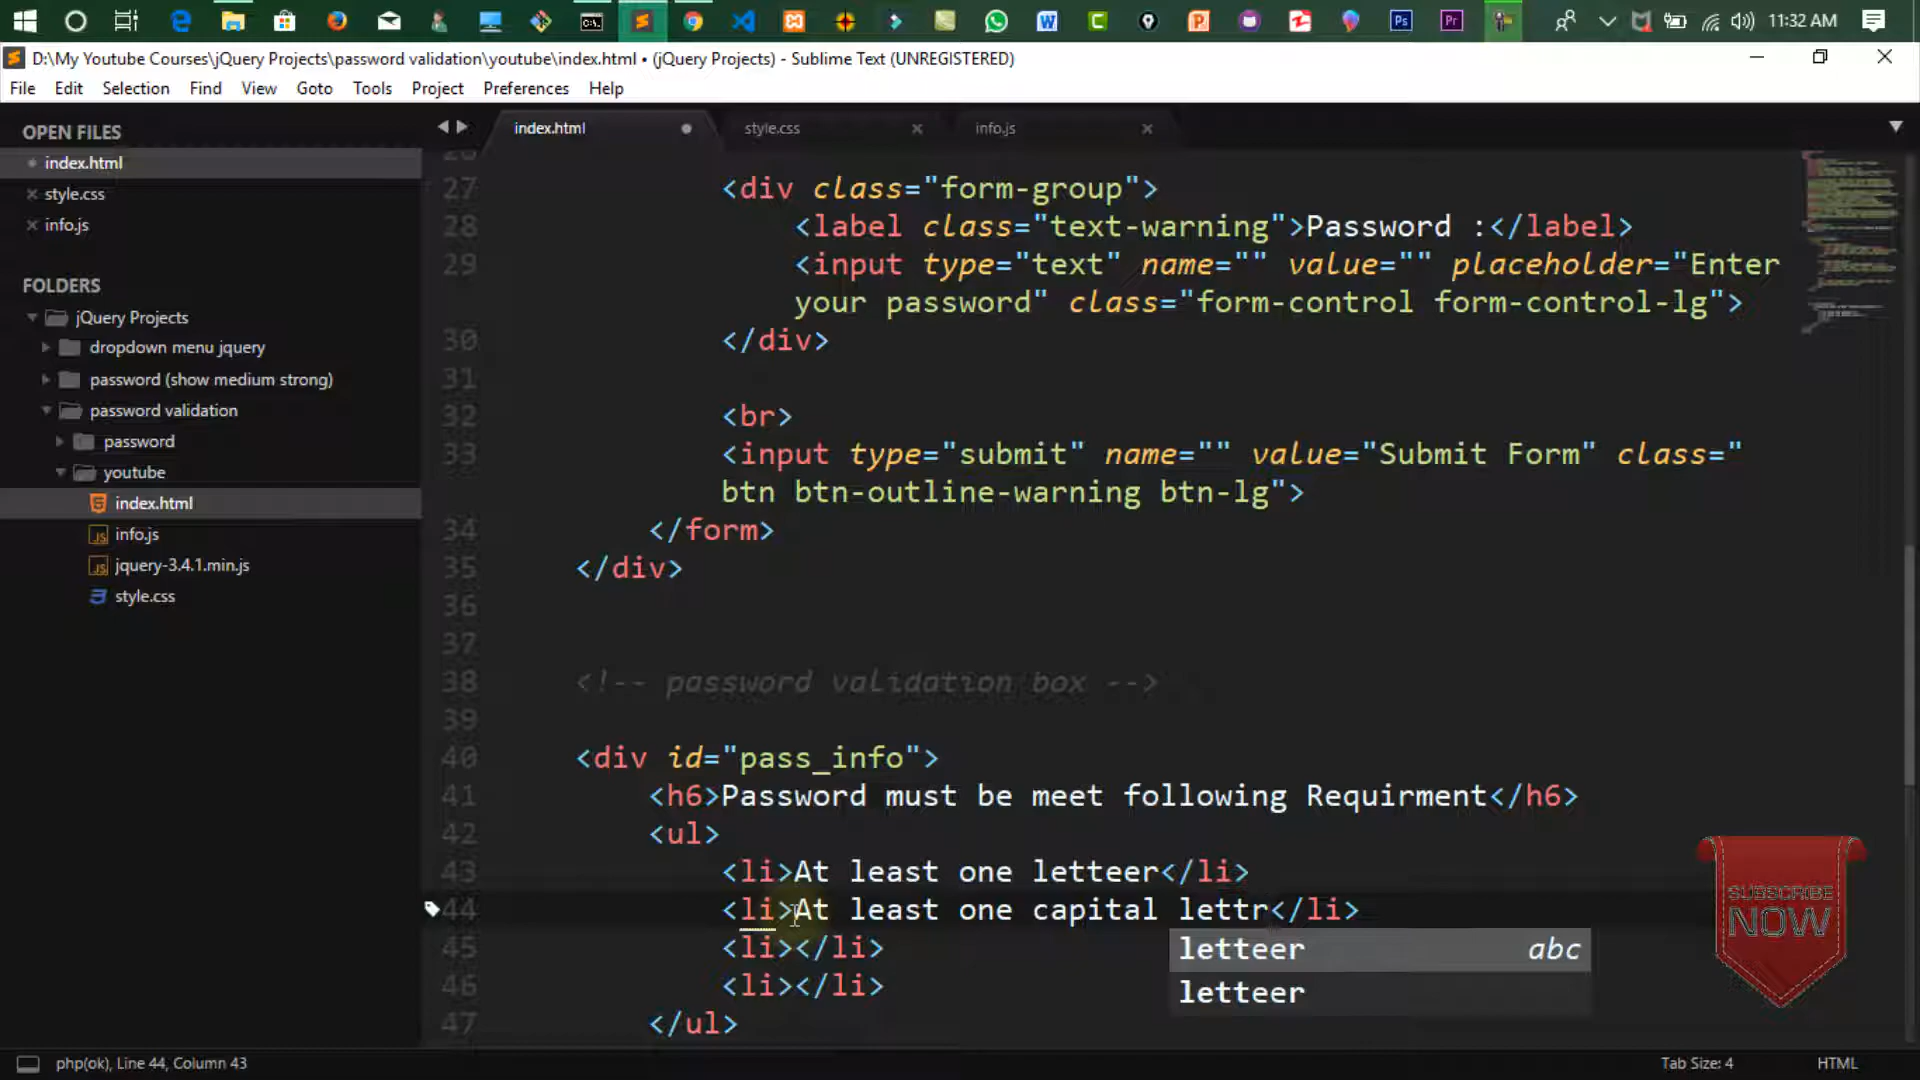 11:32 AM
D:\My Youtube Courses\jQuery Projects\password validation\youtube\index.html • (jQuery Projects) - Sublime Text (UNREGISTERED)
File Edit Selection Find View Goto Tools Project Preferences Help
OPEN FILES
index.html
style.css
info.js
FOLDERS
jQuery Projects
dropdown menu jquery
password (show medium strong)
password validation
password
youtube
index.html
info.js
jquery-3.4.1.min.js
style.css
index.html style.css info.js
27 <div class="form-group">
28 <label class="text-warning">Password :</label>
29 <input type="text" name="" value="" placeholder="Enter
your password" class="form-control form-control-lg">
30 </div>
31
32 <br>
33 <input type="submit" name="" value="Submit Form" class="
btn btn-outline-warning btn-lg">
34 </form>
35 </div>
36
37
38 <!-- password validation box -->
39
40 <div id="pass_info">
41 <h6>Password must be meet following Requirment</h6>
42 <ul>
43 <li>At least one letteer</li>
44 <li>At least one capital lettr</li>
45 <li></li>
46 <li></li>
47 </ul>
letteer abc
letteer
SUBSCRIBE
NOW
php(ok), Line 44, Column 43
Tab Size: 4
HTML